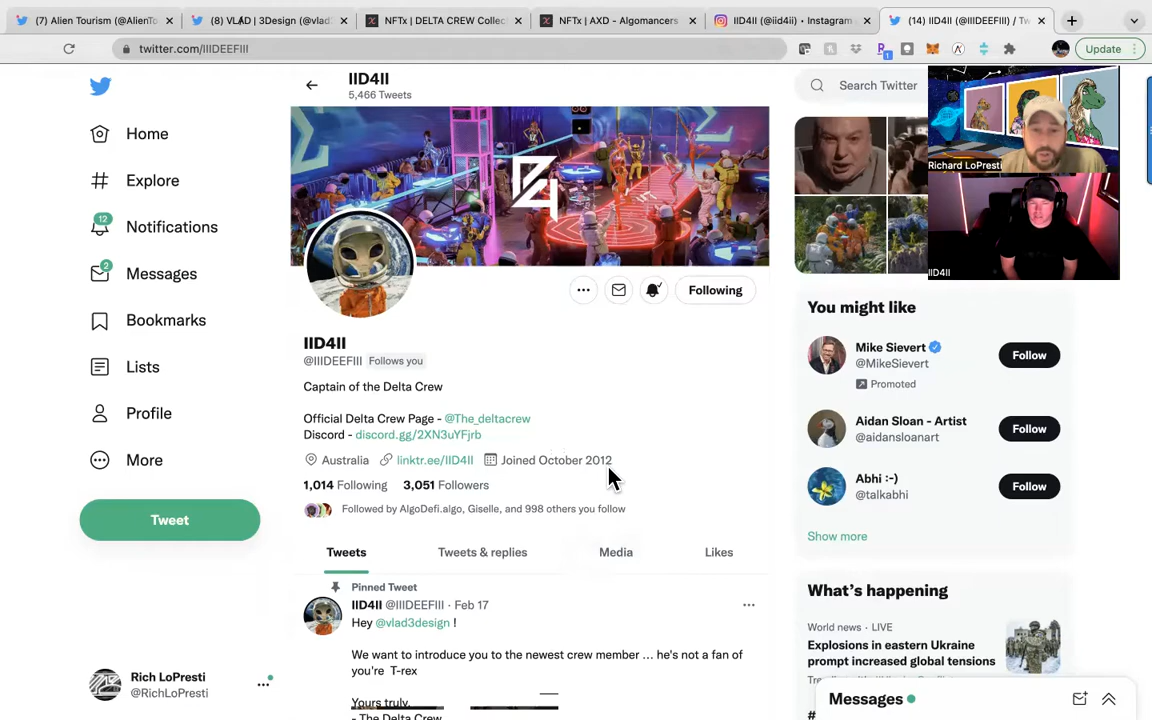 (7) Alien Tourism (@AlienTo
(8) VLΛD | 3Design (@vlad
NFTx | DELTA CREW Collec
NFTx | AXD - Algomancers
IID4II (@iid4ii) • Instagram
(14) IID4II (@IIIDEEFIII) / Tw
twitter.com/IIIDEEFIII
1
Update
IID4II
5,466 Tweets
Search Twitter
Richard LoPresti
IID4II
Home
Explore
12
Notifications
2
Messages
Bookmarks
Lists
Profile
More
Tweet
Rich LoPresti
@RichLoPresti
Following
IID4II
@IIIDEEFIII Follows you
Captain of the Delta Crew
Official Delta Crew Page - @The_deltacrew
Discord - discord.gg/2XN3uYFjrb
Australia linktr.ee/IID4II Joined October 2012
1,014 Following 3,051 Followers
Followed by AlgoDefi.algo, Giselle, and 998 others you follow
Tweets Tweets & replies Media Likes
Pinned Tweet
IID4II @IIIDEEFIII · Feb 17
Hey @vlad3design !
We want to introduce you to the newest crew member ... he's not a fan of
you're T-rex
Yours truly,
- The Delta Crew
You might like
Mike Sievert
@MikeSievert
Promoted
Follow
Aidan Sloan - Artist
@aidansloanart
Follow
Abhi :-)
@talkabhi
Follow
Show more
What's happening
World news · LIVE
Explosions in eastern Ukraine
prompt increased global tensions
Messages
#